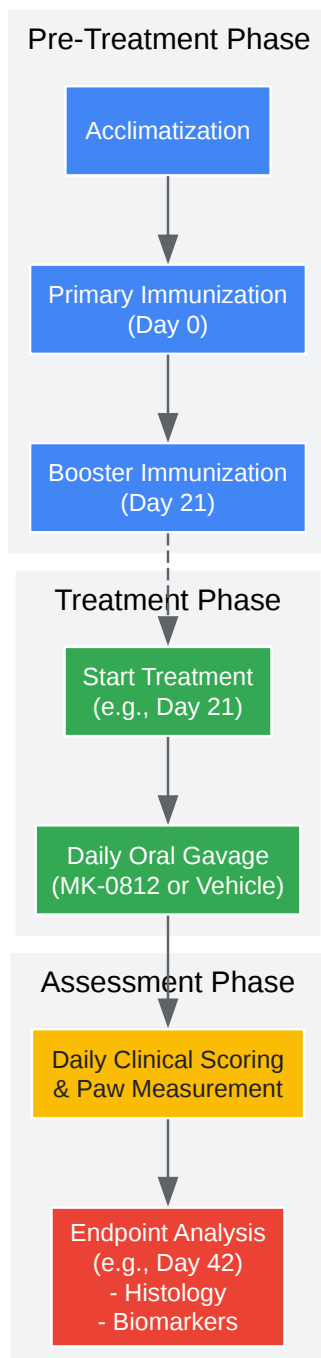 Pre-Treatment Phase
Acclimatization
Primary Immunization
(Day 0)
Booster Immunization
(Day 21)
Treatment Phase
Start Treatment
(e.g., Day 21)
Daily Oral Gavage
(MK-0812 or Vehicle)
Assessment Phase
Daily Clinical Scoring
& Paw Measurement
Endpoint Analysis
(e.g., Day 42)
- Histology
- Biomarkers